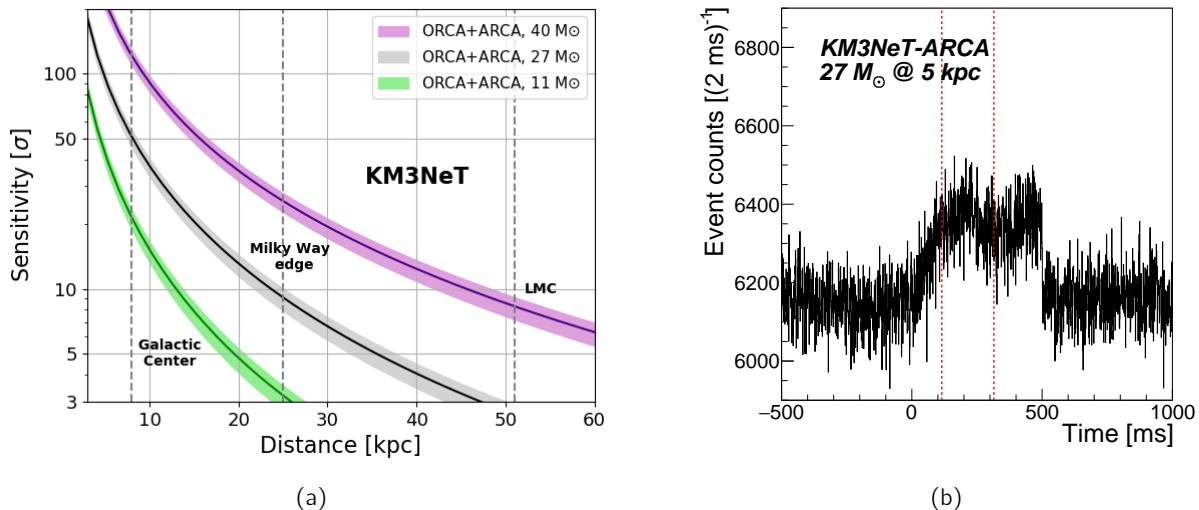 ORCA+ARCA, 40 M⊙
ORCA+ARCA, 27 M⊙
ORCA+ARCA, 11 M⊙
KM3NeT
Milky Way
edge
LMC
Galactic
Center
100
50
10
5
3
10
20
30
40
50
60
Sensitivity [σ]
Distance [kpc]
(a)
KM3NeT-ARCA
27 M⊙ @ 5 kpc
6800
6600
6400
6200
6000
−500
0
500
1000
Event counts [(2 ms)⁻¹]
Time [ms]
(b)